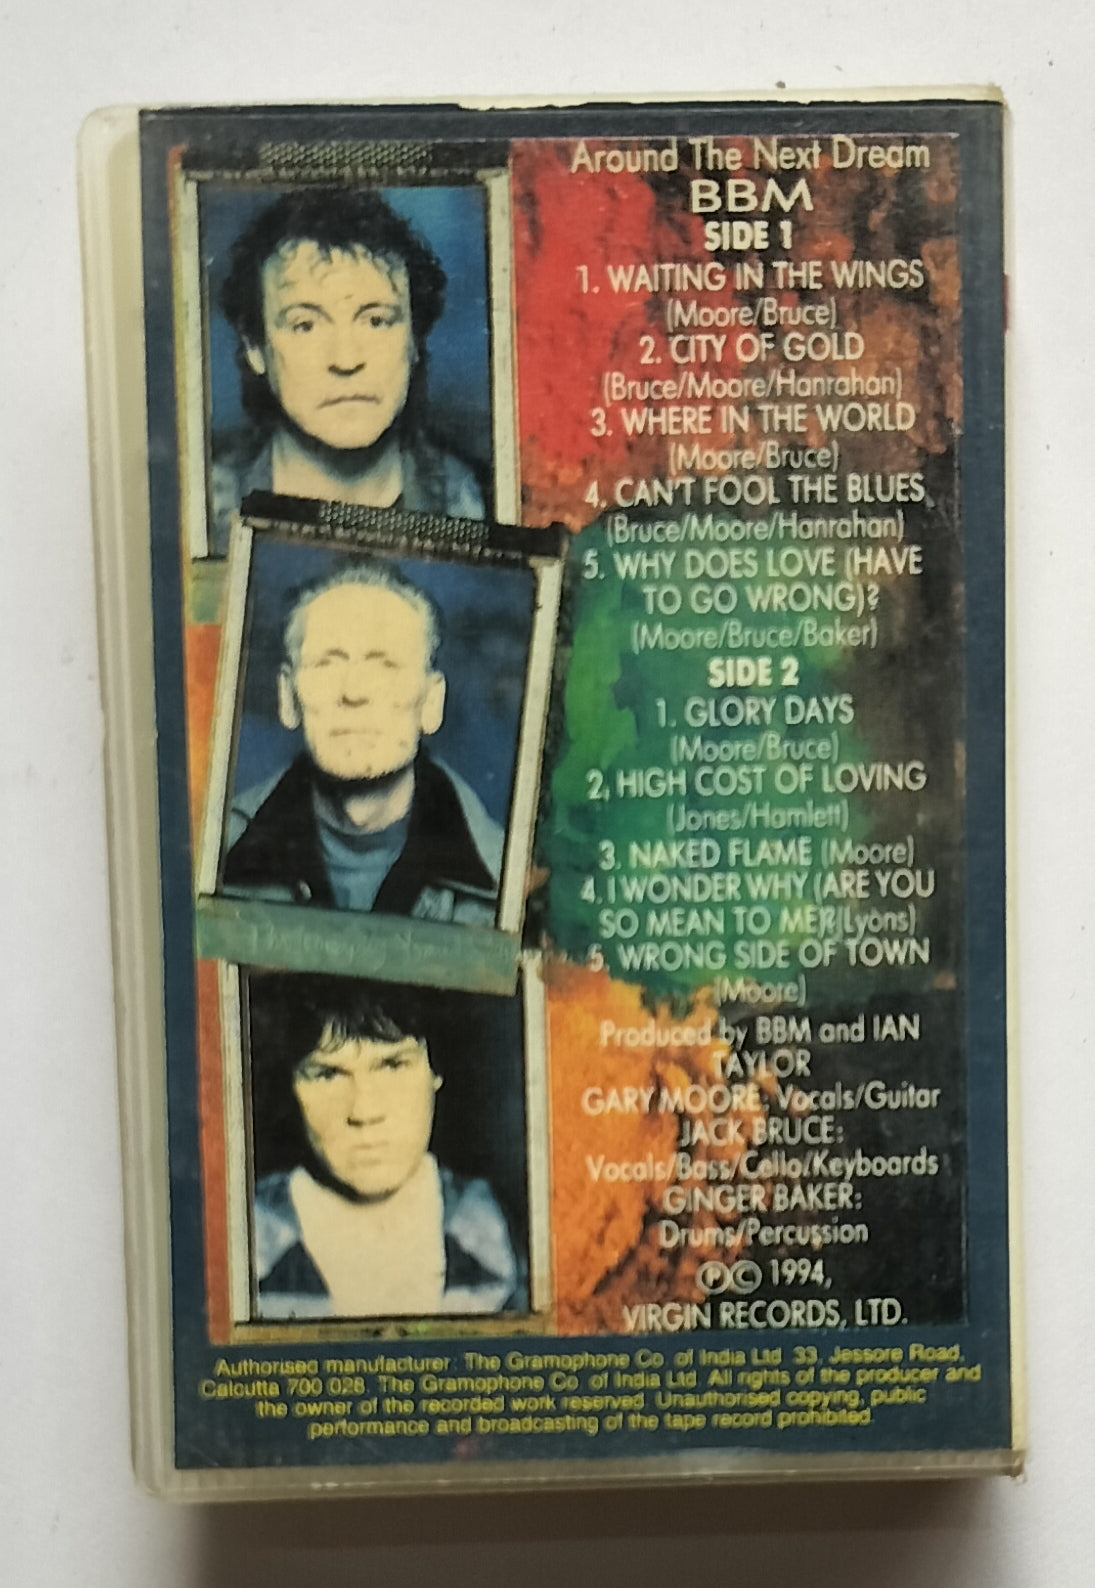 Around The Next Dream
BBM
SIDE 1
1. WAITING IN THE WINGS
(Moore/Bruce)
2. CITY OF GOLD
(Bruce/Moore/Hanrahan)
3. WHERE IN THE WORLD
(Moore/Bruce)
4. CAN'T FOOL THE BLUES
(Bruce/Moore/Hanrahan)
5. WHY DOES LOVE (HAVE
TO GO WRONG)?
(Moore/Bruce/Baker)
SIDE 2
1. GLORY DAYS
(Moore/Bruce)
2. HIGH COST OF LOVING
(Jones/Hamlett)
3. NAKED FLAME (Moore)
4. I WONDER WHY (ARE YOU
SO MEAN TO ME)?(Lyons)
5. WRONG SIDE OF TOWN
(Moore)
Produced by BBM and IAN
TAYLOR
GARY MOORE: Vocals/Guitar
JACK BRUCE:
Vocals/Bass/Cello/Keyboards
GINGER BAKER:
Drums/Percussion
℗© 1994,
VIRGIN RECORDS, LTD.
Authorised manufacturer: The Gramophone Co. of India Ltd. 33, Jessore Road,
Calcutta 700 028. The Gramophone Co. of India Ltd. All rights of the producer and
the owner of the recorded work reserved. Unauthorised copying, public
performance and broadcasting of the tape record prohibited.